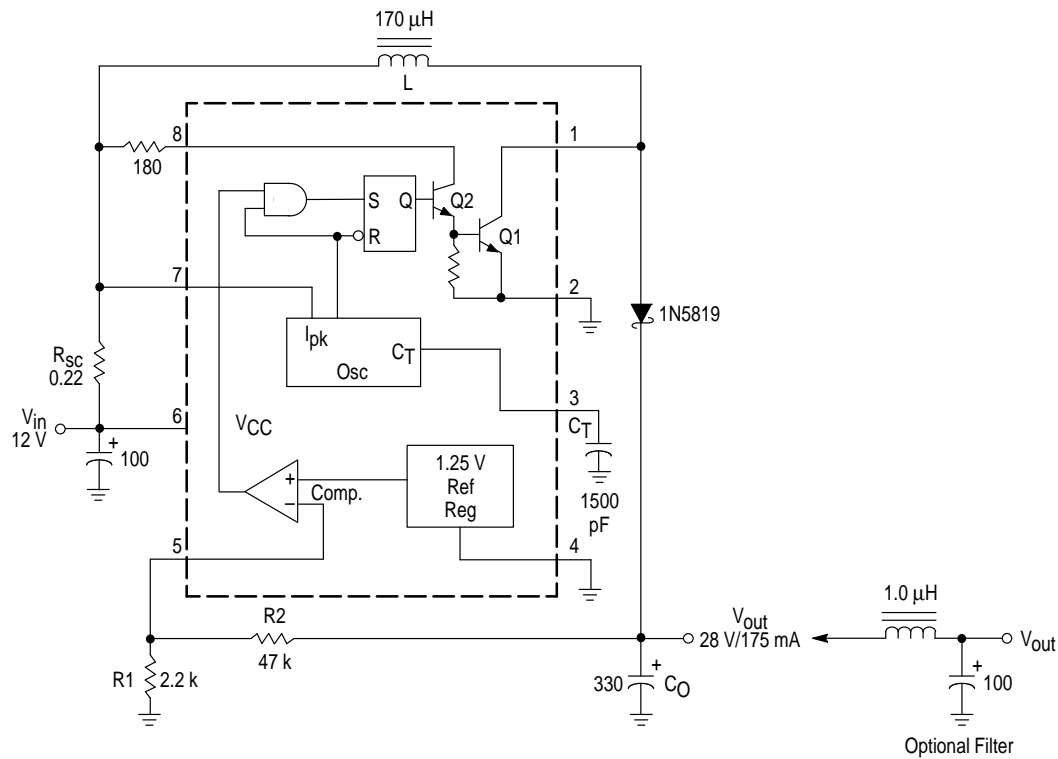 170 µH
L
8
1
180
S
Q
Q2
R
Q1
7
2
1N5819
Ipk
CT
Osc
Rsc
0.22
3
CT
Vin
12 V
6
VCC
+
100
+
Comp.
–
1.25 V
Ref
Reg
1500
pF
5
4
R2
47 k
Vout
28 V/175 mA
1.0 µH
Vout
R1
2.2 k
330
+
CO
+
100
Optional Filter